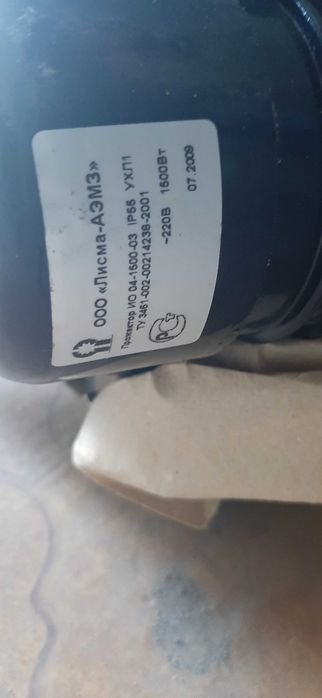 ООО «Лисма-АЭМЗ»
Прожектор ИО 04-1500-03 IP55 УХЛ1
ТУ 3461-002-00214238-2001
~220В 1500Вт
07.2009
РСТ